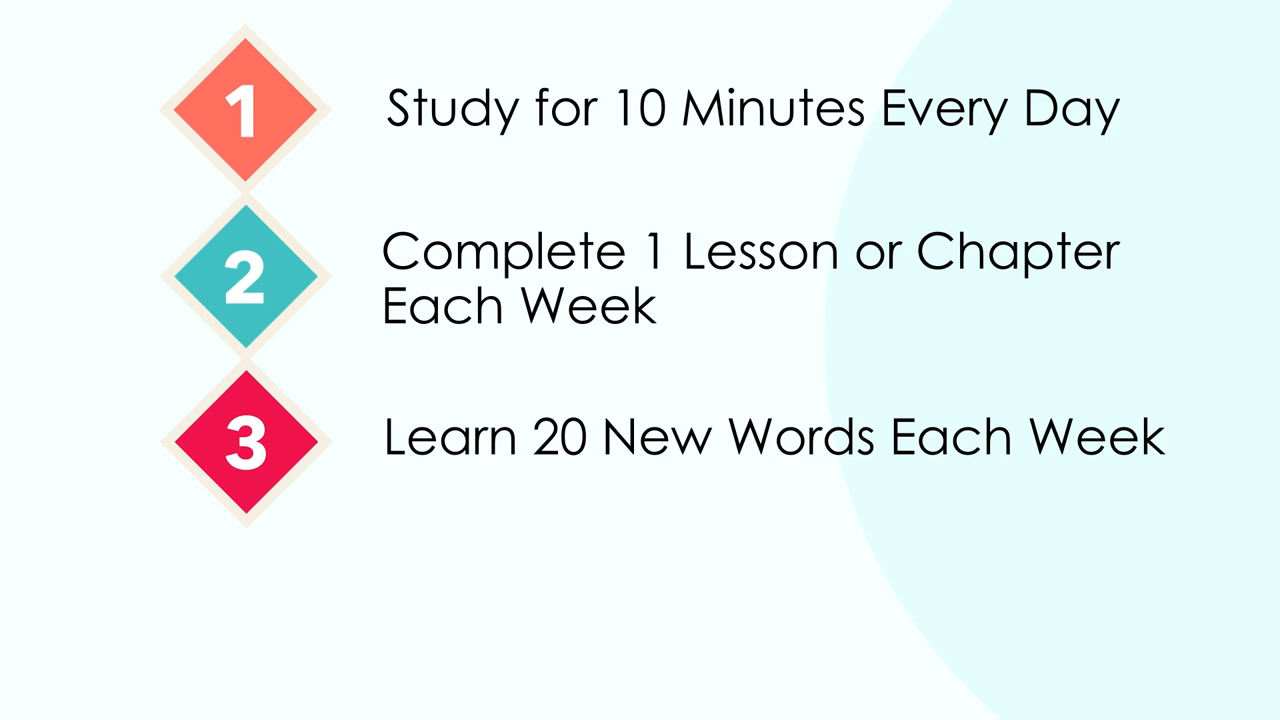 1
Study for 10 Minutes Every Day
2
Complete 1 Lesson or Chapter
Each Week
3
Learn 20 New Words Each Week